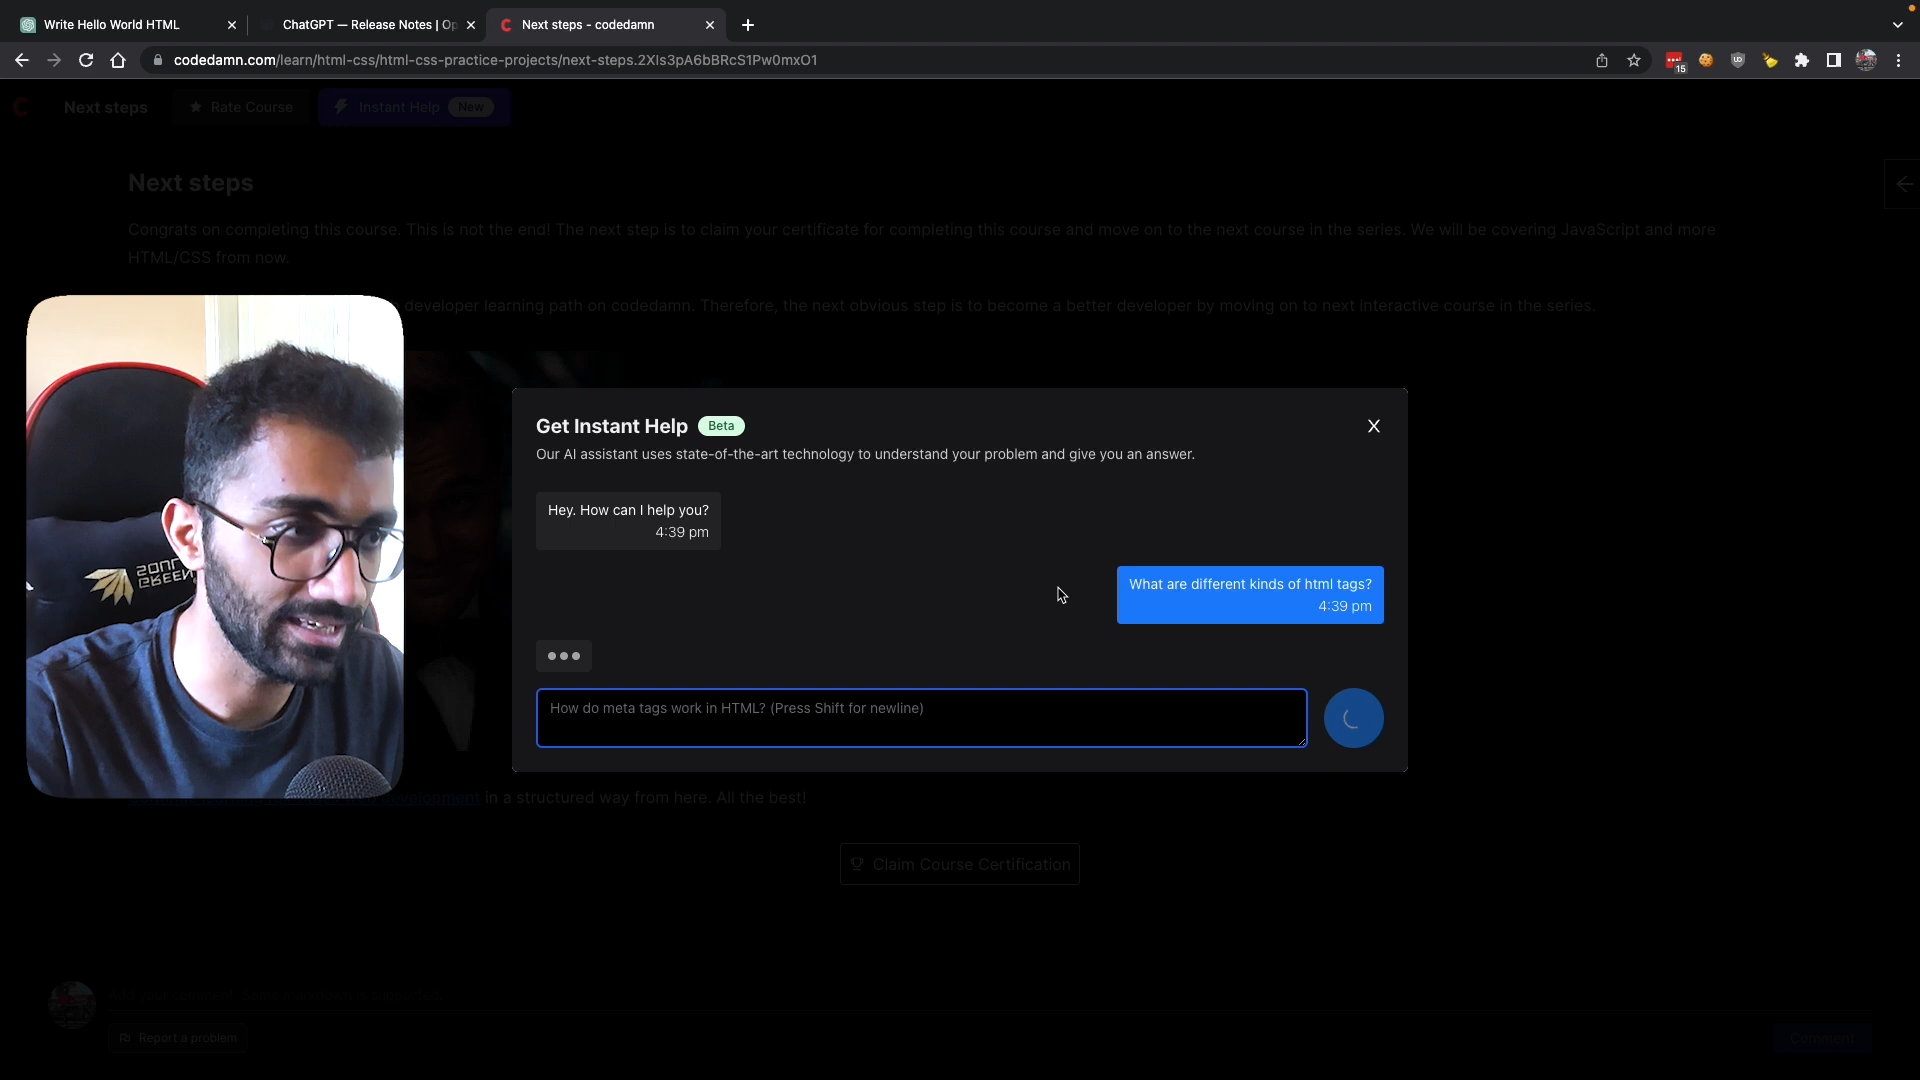 Write Hello World HTML
ChatGPT — Release Notes | Op
Next steps - codedamn
codedamn.com/learn/html-css/html-css-practice-projects/next-steps.2XIs3pA6bBRcS1Pw0mxO1
15
Next steps
Rate Course
Instant Help New
Next steps
Congrats on completing this course. This is not the end! The next step is to claim your certificate for completing this course and move on to the next course in the series. We will be covering JavaScript and more
HTML/CSS from now.
developer learning path on codedamn. Therefore, the next obvious step is to become a better developer by moving on to next interactive course in the series.
Get Instant Help Beta
X
Our AI assistant uses state-of-the-art technology to understand your problem and give you an answer.
Hey. How can I help you?
4:39 pm
What are different kinds of html tags?
4:39 pm
How do meta tags work in HTML? (Press Shift for newline)
SOUL
GREEN
development in a structured way from here. All the best!
Claim Course Certification
Report a problem
Comment